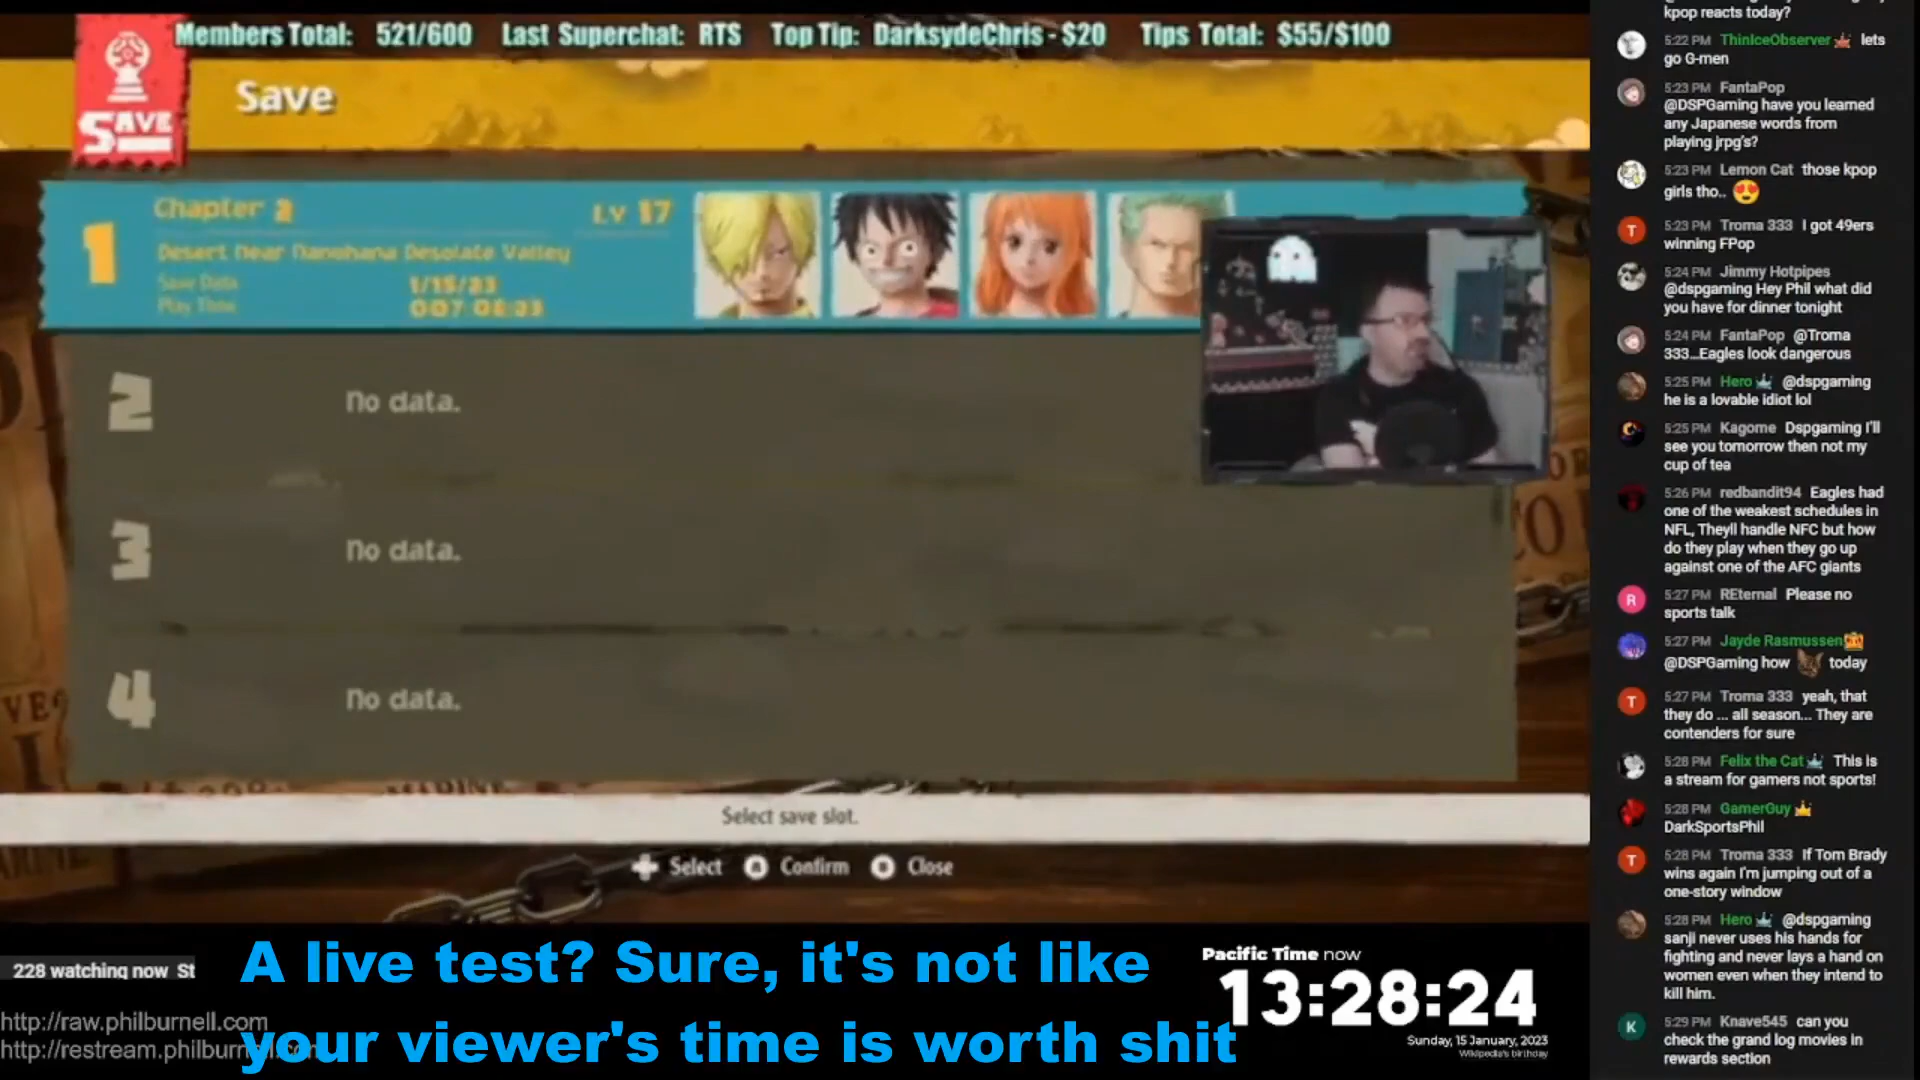 Members Total: 521/600 Last Superchat: RTS Top Tip: DarksydeChris - $20 Tips Total: $55/$100
SAVE
Save
1
Chapter 2
LV 17
Desert Near Nanohana Desolate Valley
Save Data 1/15/23
Play Time
2
No data.
3
No data.
4
No data.
Select save slot.
Select Confirm Close
228 watching now St
http://raw.philburnell.com
A live test? Sure, it's not like
your viewer's time is worth shit
Pacific Time now
13:28:24
Sunday, 15 January, 2023
Wikipedia's birthday
kpop reacts today?
5:22 PM ThinIceObserver lets
go G-men
5:23 PM FantaPop
@DSPGaming have you learned
any Japanese words from
playing jrpg's?
5:23 PM Lemon Cat those kpop
girls tho.. 😍
T
5:23 PM Troma 333 I got 49ers
winning FPop
5:24 PM Jimmy Hotpipes
@dspgaming Hey Phil what did
you have for dinner tonight
5:24 PM FantaPop @Troma
333...Eagles look dangerous
5:25 PM Hero @dspgaming
he is a lovable idiot lol
5:25 PM Kagome Dspgaming I'll
see you tomorrow then not my
cup of tea
5:26 PM redbandit94 Eagles had
one of the weakest schedules in
NFL, Theyll handle NFC but how
do they play when they go up
against one of the AFC giants
R
5:27 PM REternal Please no
sports talk
5:27 PM Jayde Rasmussen
@DSPGaming how today
T
5:27 PM Troma 333 yeah, that
they do ... all season... They are
contenders for sure
5:28 PM Felix the Cat This is
a stream for gamers not sports!
5:28 PM GamerGuy
DarkSportsPhil
T
5:28 PM Troma 333 If Tom Brady
wins again I'm jumping out of a
one-story window
5:28 PM Hero @dspgaming
sanji never uses his hands for
fighting and never lays a hand on
women even when they intend to
kill him.
K
5:29 PM Knave545 can you
check the grand log movies in
rewards section